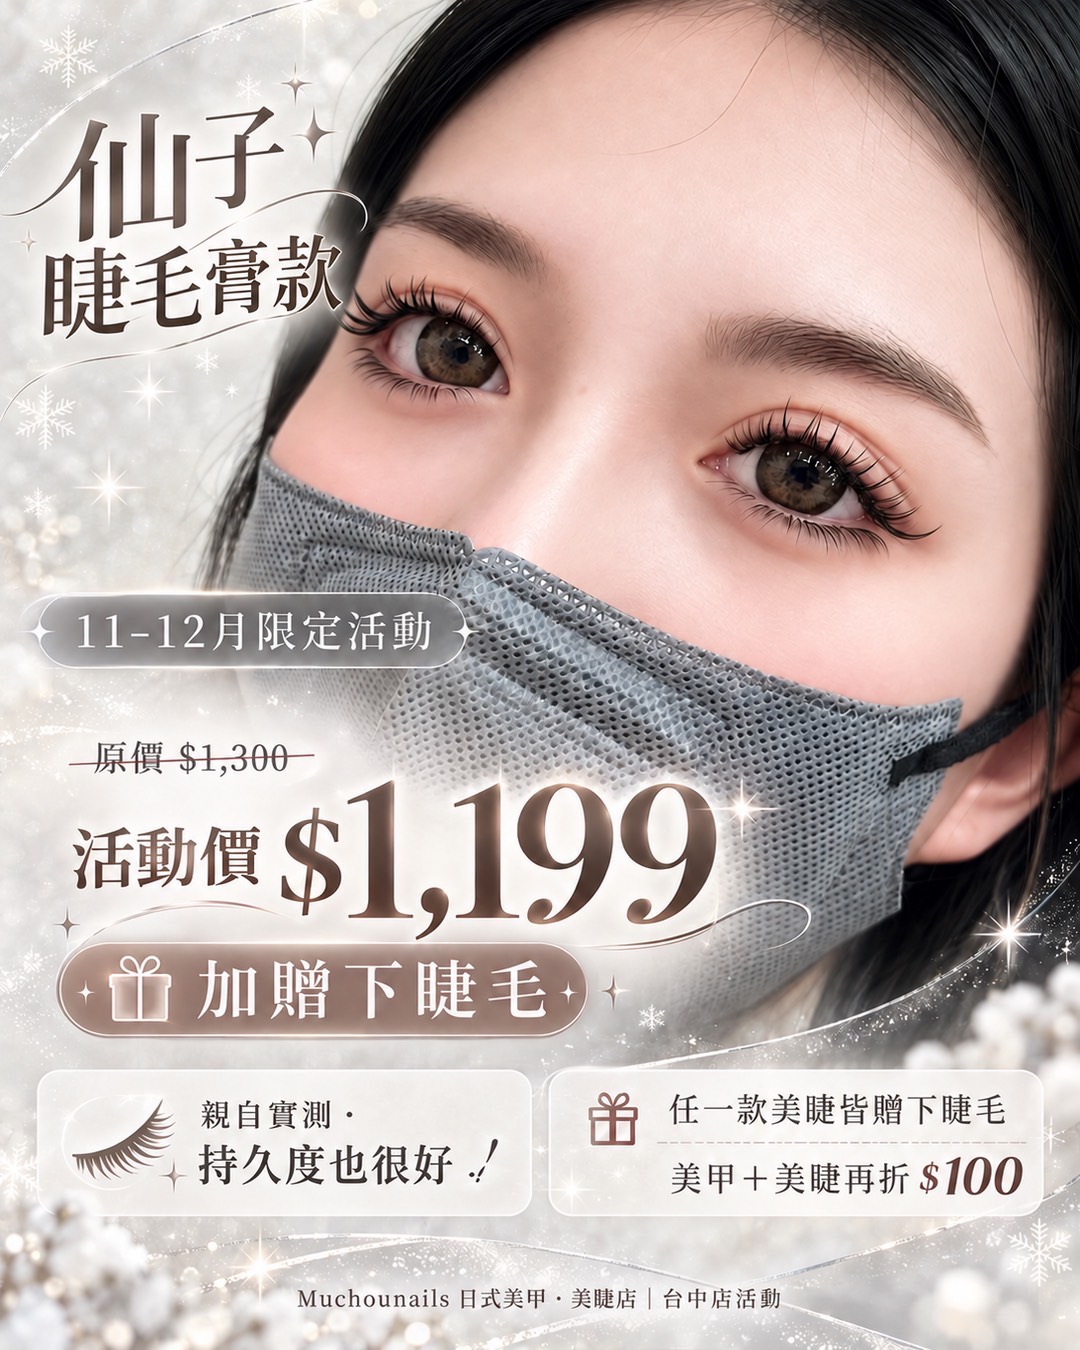 仙子
睫毛膏款
11-12月限定活動
原價 $1,300
活動價 $1,199
加贈下睫毛
親自實測·
持久度也很好!
任一款美睫皆贈下睫毛
美甲+美睫再折 $100
Muchounails 日式美甲·美睫店|台中店活動